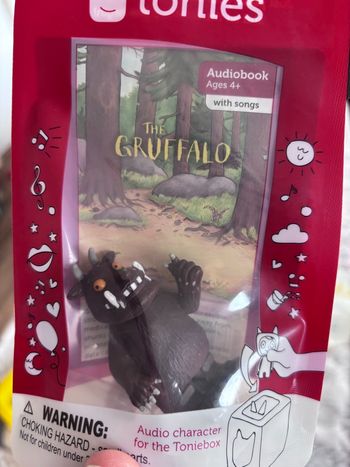 tonies
Audiobook
Ages 4+
with songs
THE
GRUFFALO
WARNING:
CHOKING HAZARD -
Not for children under
parts.
Audio character
for the Toniebox